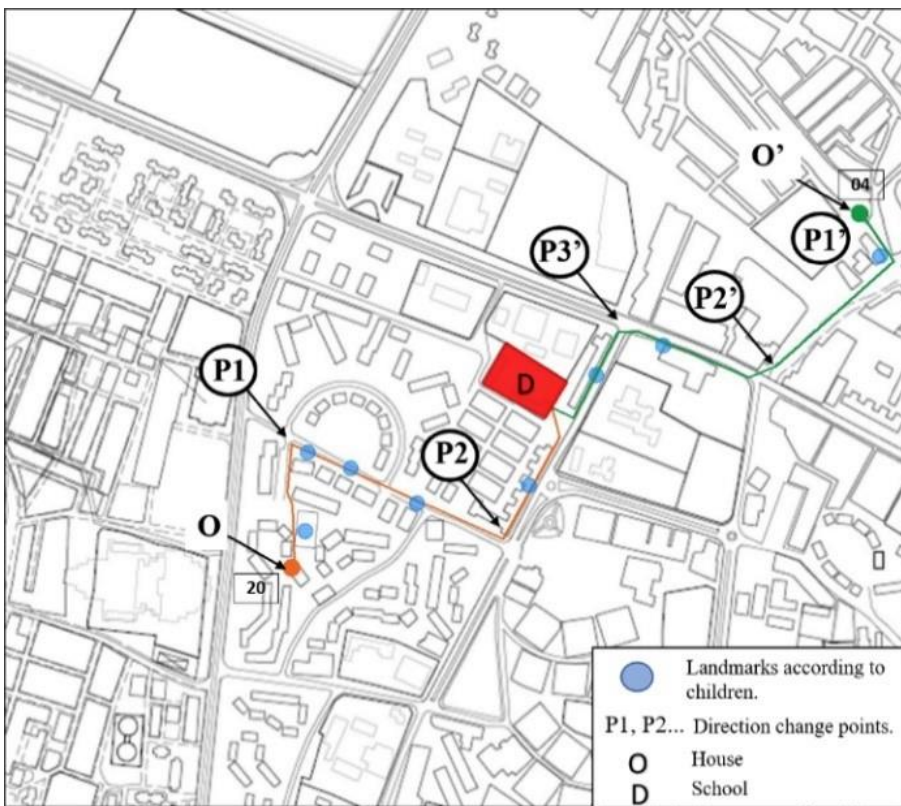 O'
04
P1'
P3'
P2'
P1
D
P2
O
20
Landmarks according to
children.
P1, P2... Direction change points.
O House
D School